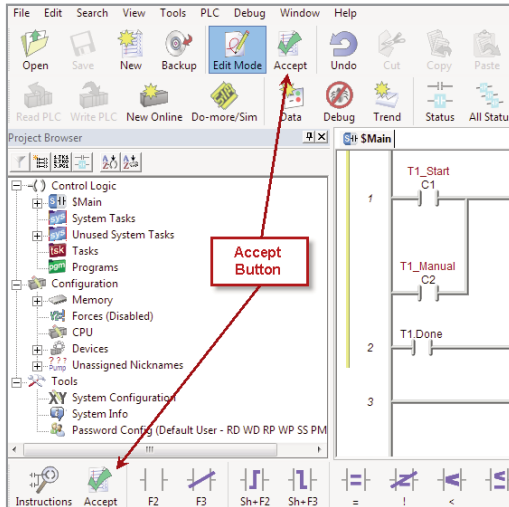 File Edit Search View Tools PLC Debug Window Help
Open Save New Backup Edit Mode Accept Undo Cut Copy Paste
Read PLC Write PLC New Online Do-more/Sim Data Debug Trend Status All Statu
Project Browser
$Main
Control Logic
$Main
System Tasks
Unused System Tasks
Tasks
Programs
Configuration
Memory
Forces (Disabled)
CPU
Devices
Unassigned Nicknames
Tools
System Configuration
System Info
Password Config (Default User - RD WD RP WP SS PM
Accept
Button
T1_Start
C1
1
T1_Manual
C2
T1.Done
2
3
Instructions Accept F2 F3 Sh+F2 Sh+F3 = ! <